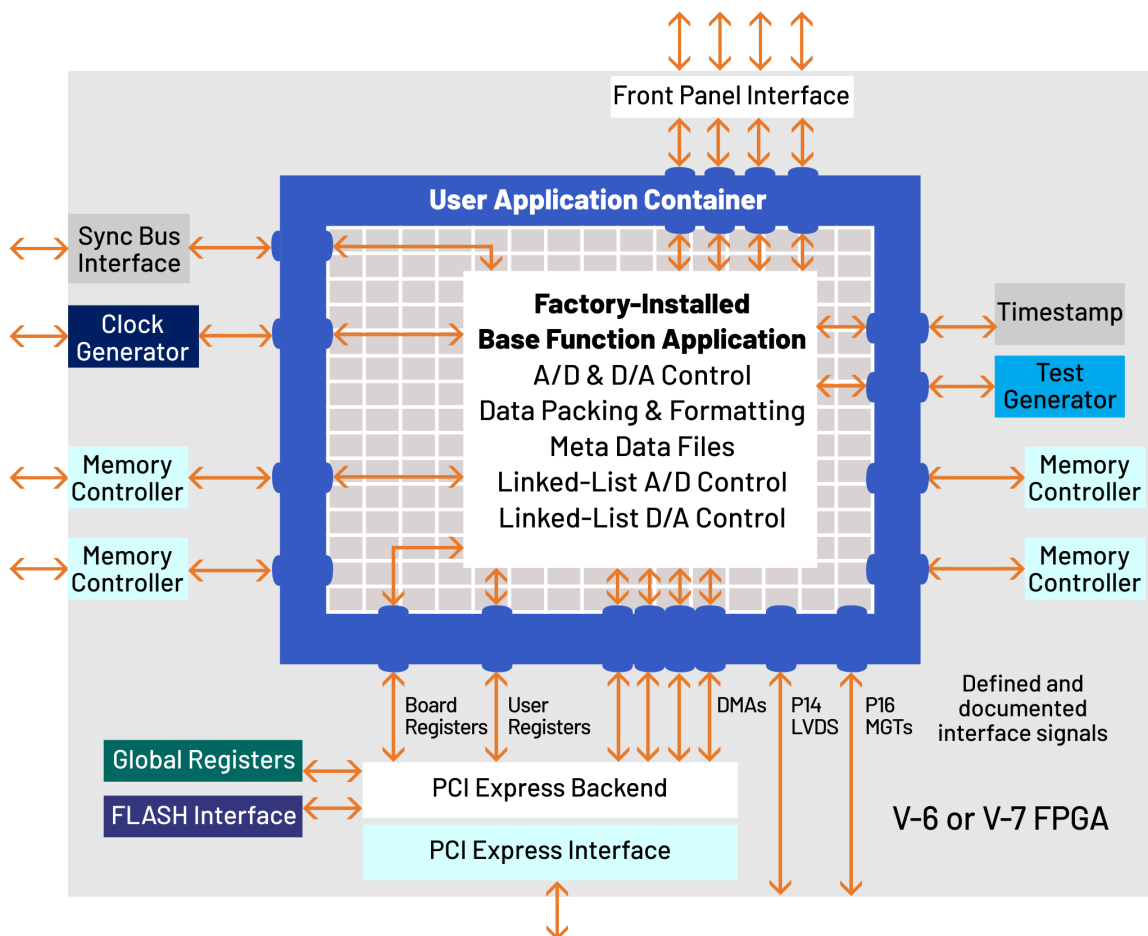 Front Panel Interface
User Application Container
Sync Bus
Interface
Clock
Generator
Memory
Controller
Memory
Controller
Factory-Installed
Base Function Application
A/D & D/A Control
Data Packing & Formatting
Meta Data Files
Linked-List A/D Control
Linked-List D/A Control
Timestamp
Test
Generator
Memory
Controller
Memory
Controller
Board
Registers
User
Registers
DMAs
P14
LVDS
P16
MGTs
Defined and
documented
interface signals
Global Registers
FLASH Interface
PCI Express Backend
PCI Express Interface
V-6 or V-7 FPGA